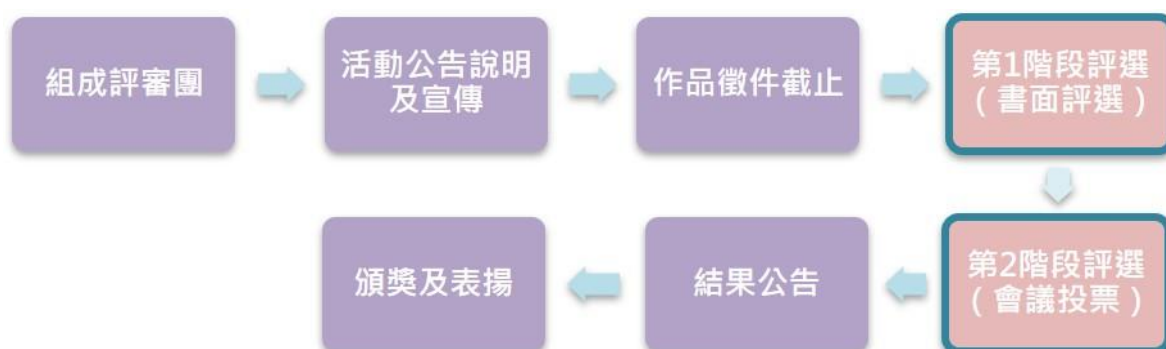 組成評審團
活動公告說明
及宣傳
作品徵件截止
第1階段評選
(書面評選)
第2階段評選
(會議投票)
結果公告
頒獎及表揚